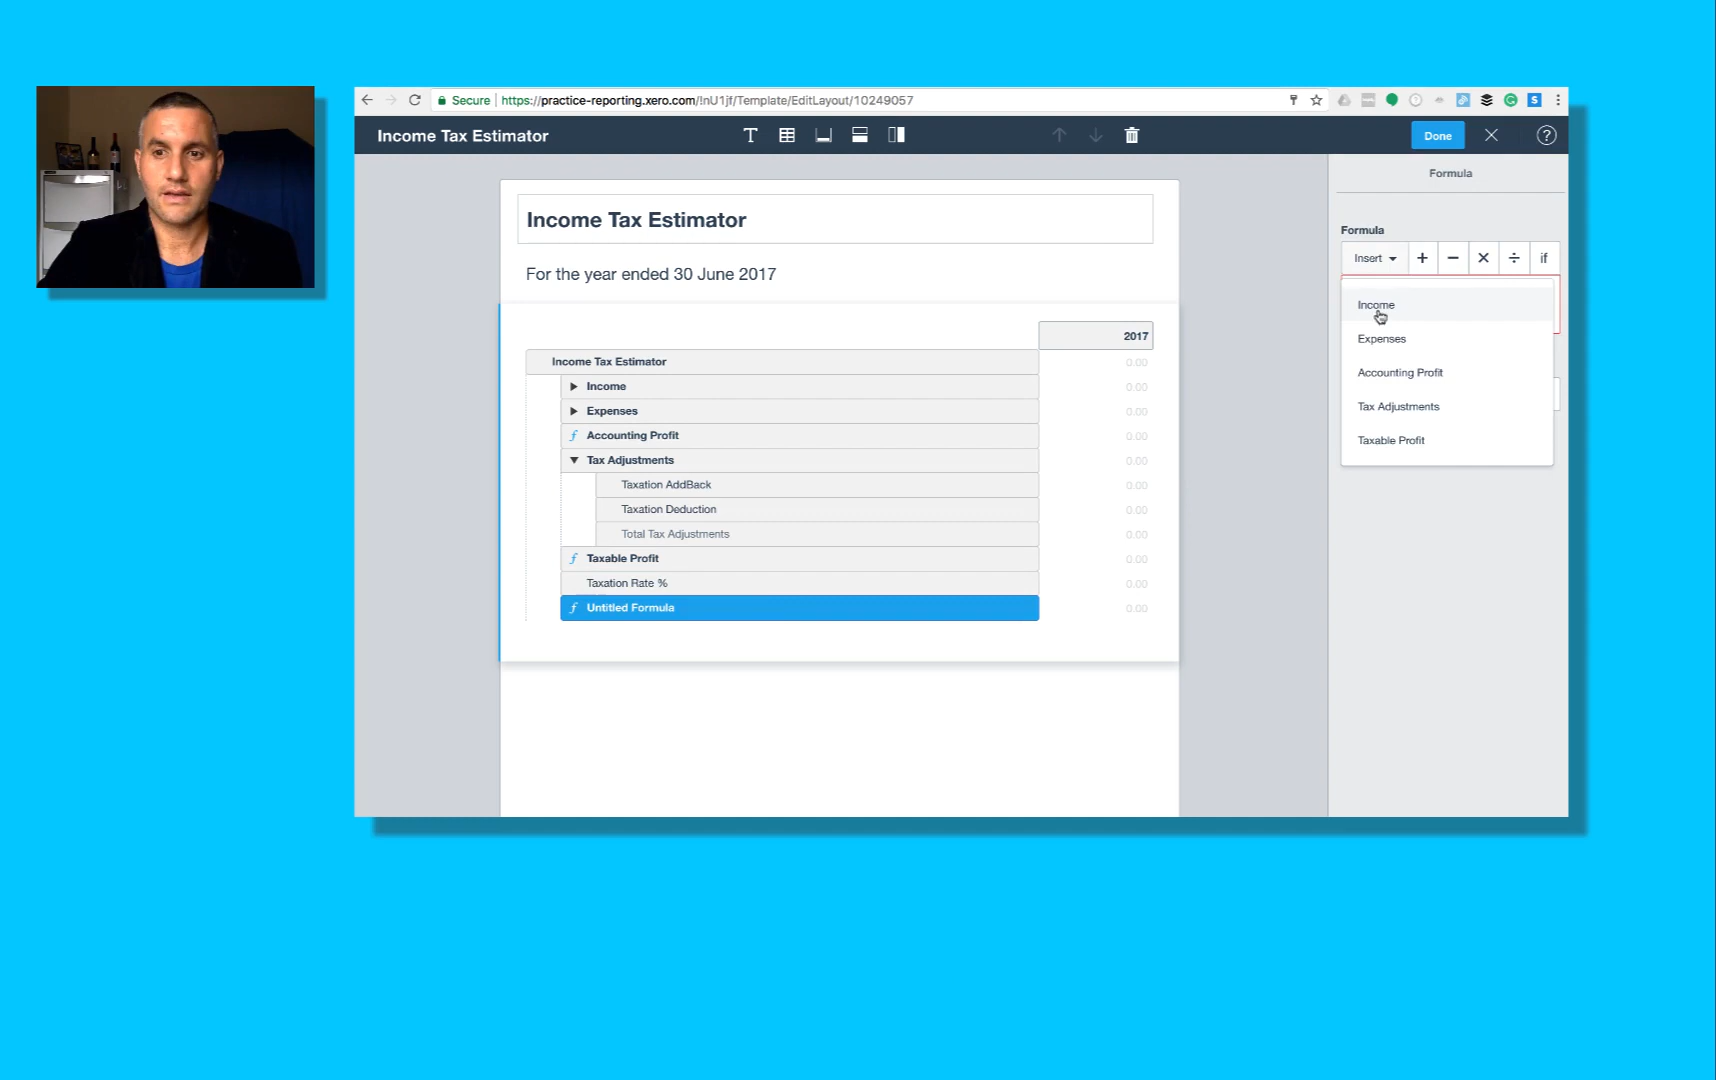 Secure https://practice-reporting.xero.com/!nU1jf/Template/EditLayout/10249057
Income Tax Estimator
Done
Income Tax Estimator
For the year ended 30 June 2017
2017
Income Tax Estimator 0.00
Income 0.00
Expenses 0.00
Accounting Profit 0.00
Tax Adjustments 0.00
Taxation AddBack 0.00
Taxation Deduction 0.00
Total Tax Adjustments 0.00
Taxable Profit 0.00
Taxation Rate % 0.00
Untitled Formula 0.00
Formula
Formula
Insert + − × ÷ if
Income
Expenses
Accounting Profit
Tax Adjustments
Taxable Profit